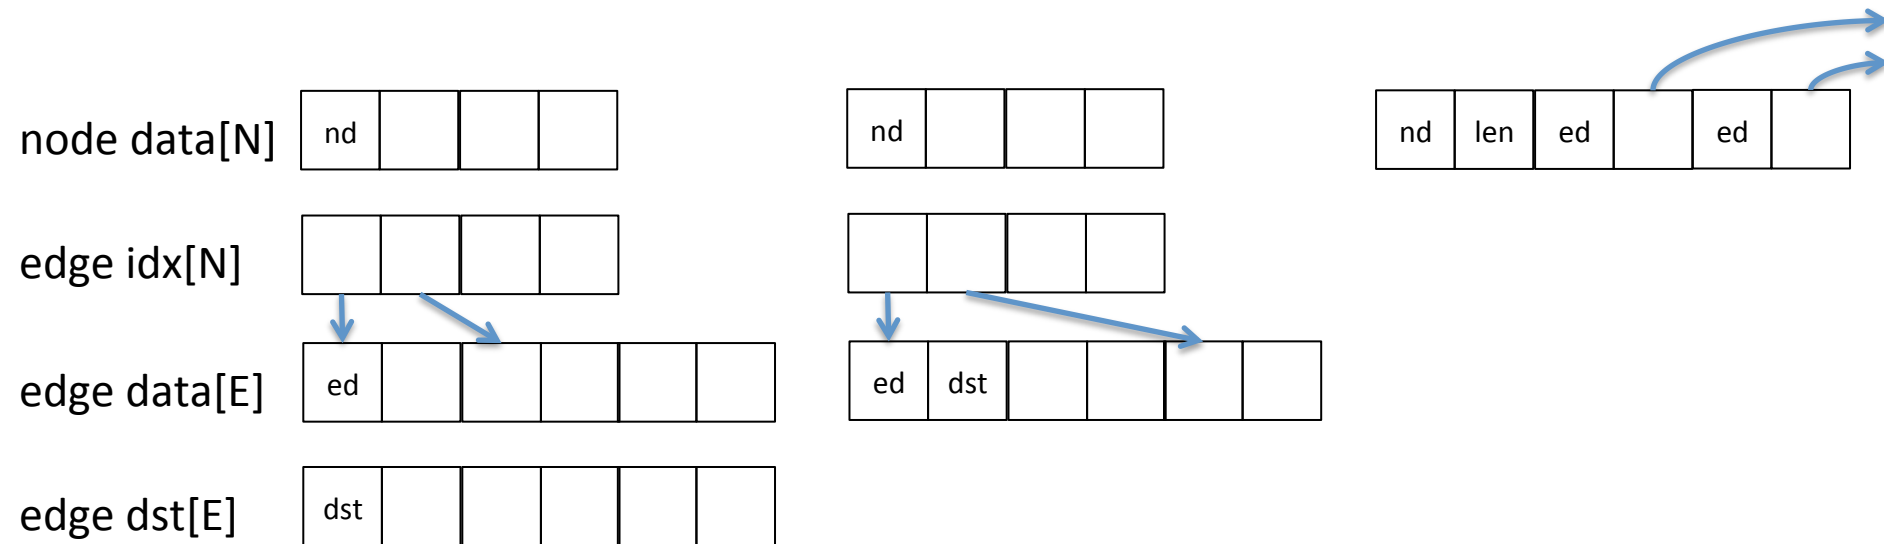 node data[N] nd nd nd len ed ed
edge idx[N]
edge data[E] ed ed dst
edge dst[E] dst